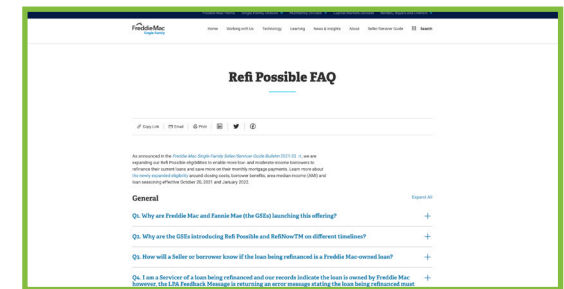 Freddie Mac
Single-Family
Home Working with Us Technology Learning News & Insights About Seller/Servicer Guide Search
Refi Possible FAQ
Copy Link Email Print
As announced in the Freddie Mac Single-Family Seller/Servicer Guide Bulletin 2021-33, we are
expanding our Refi Possible eligibilities to enable more low- and moderate-income borrowers to
refinance their current loans and save more on their monthly mortgage payments. Learn more about
the newly expanded eligibility around closing costs, borrower benefits, area median income (AMI) and
loan seasoning effective October 20, 2021 and January 2022.
General Expand All
Q1. Why are Freddie Mac and Fannie Mae (the GSEs) launching this offering?
Q2. Why are the GSEs introducing Refi Possible and RefiNowTM on different timelines?
Q3. How will a Seller or borrower know if the loan being refinanced is a Freddie Mac-owned loan?
Q4. I am a Servicer of a loan being refinanced and our records indicate the loan is owned by Freddie Mac
however, the LPA Feedback Message is returning an error message stating the loan being refinanced must